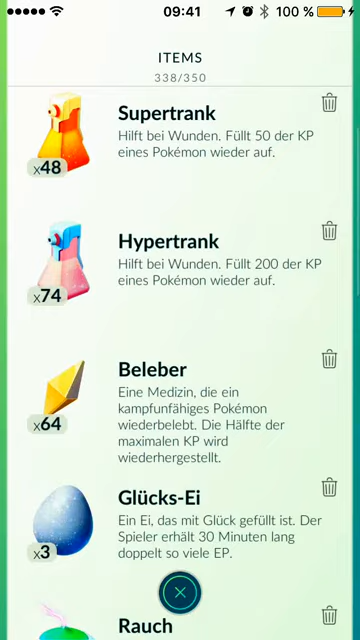 09:41
100 %
ITEMS
338/350
Supertrank
Hilft bei Wunden. Füllt 50 der KP
eines Pokémon wieder auf.
x48
Hypertrank
Hilft bei Wunden. Füllt 200 der KP
eines Pokémon wieder auf.
x74
Beleber
Eine Medizin, die ein
kampfunfähiges Pokémon
wiederbelebt. Die Hälfte der
maximalen KP wird
wiederhergestellt.
x64
Glücks-Ei
Ein Ei, das mit Glück gefüllt ist. Der
Spieler erhält 30 Minuten lang
doppelt so viele EP.
x3
Rauch